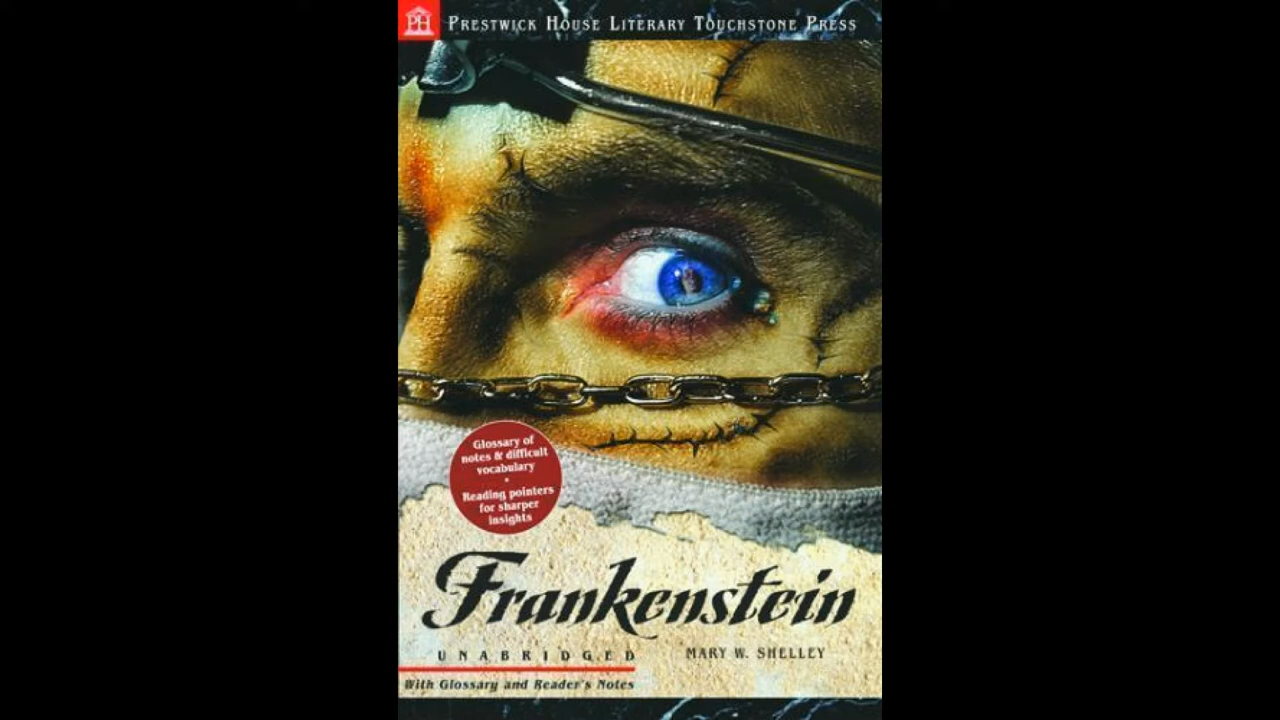 PH PRESTWICK HOUSE LITERARY TOUCHSTONE PRESS
Glossary of
notes & difficult
vocabulary
•
Reading pointers
for sharper
insights
Frankenstein
UNABRIDGED
MARY W. SHELLEY
With Glossary and Reader's Notes